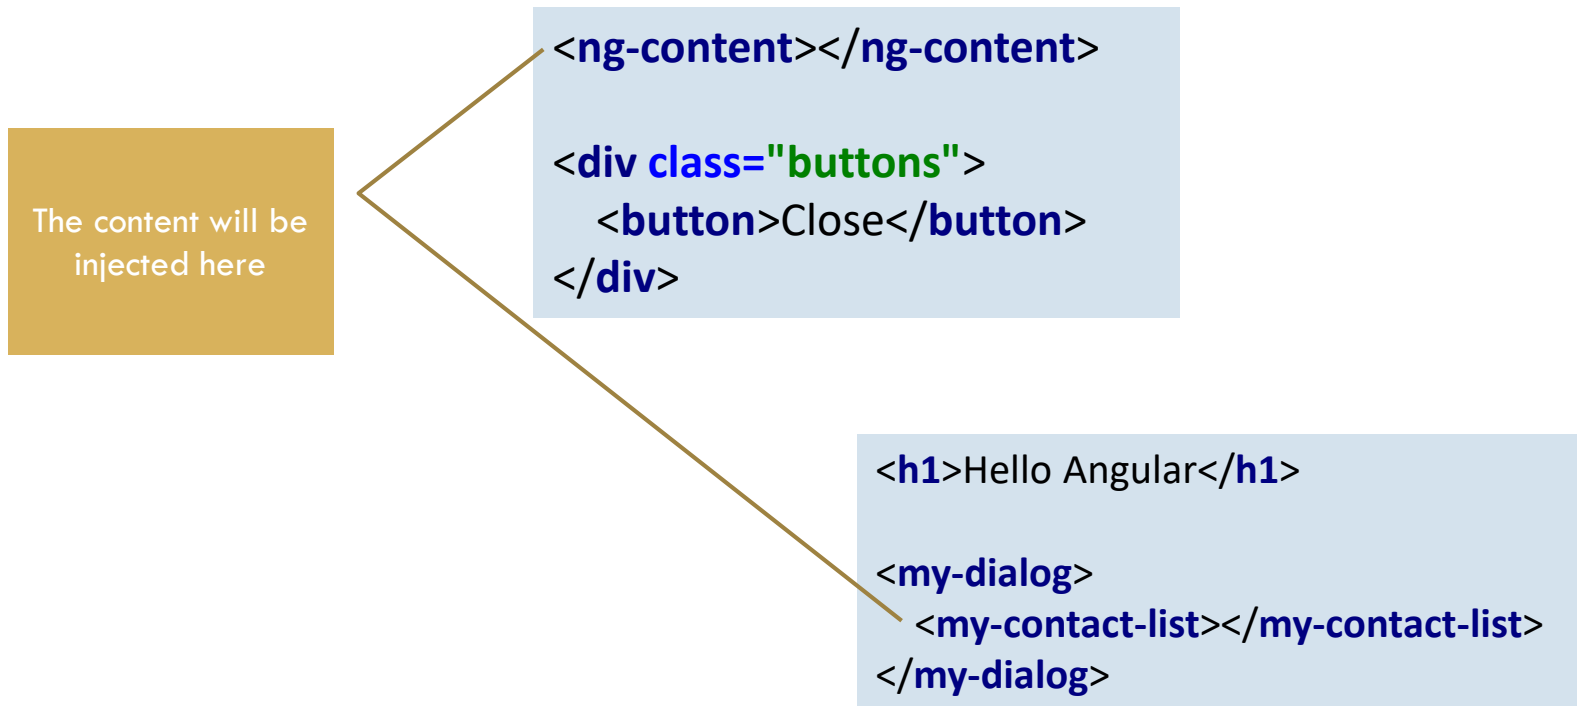 The content will be
injected here
<ng-content></ng-content>
<div class="buttons">
<button>Close</button>
</div>
<h1>Hello Angular</h1>
<my-dialog>
<my-contact-list></my-contact-list>
</my-dialog>